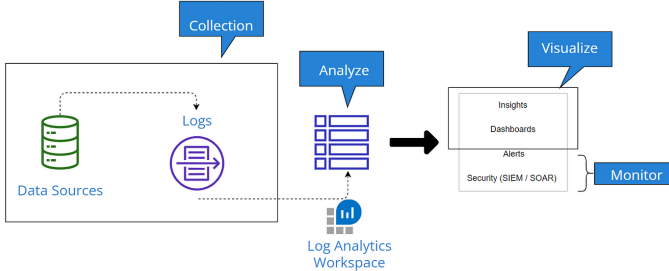 Collection
Visualize
Analyze
Insights
Logs
Dashboards
Alerts
Security (SIEM / SOAR)
Monitor
Data Sources
Log Analytics
Workspace